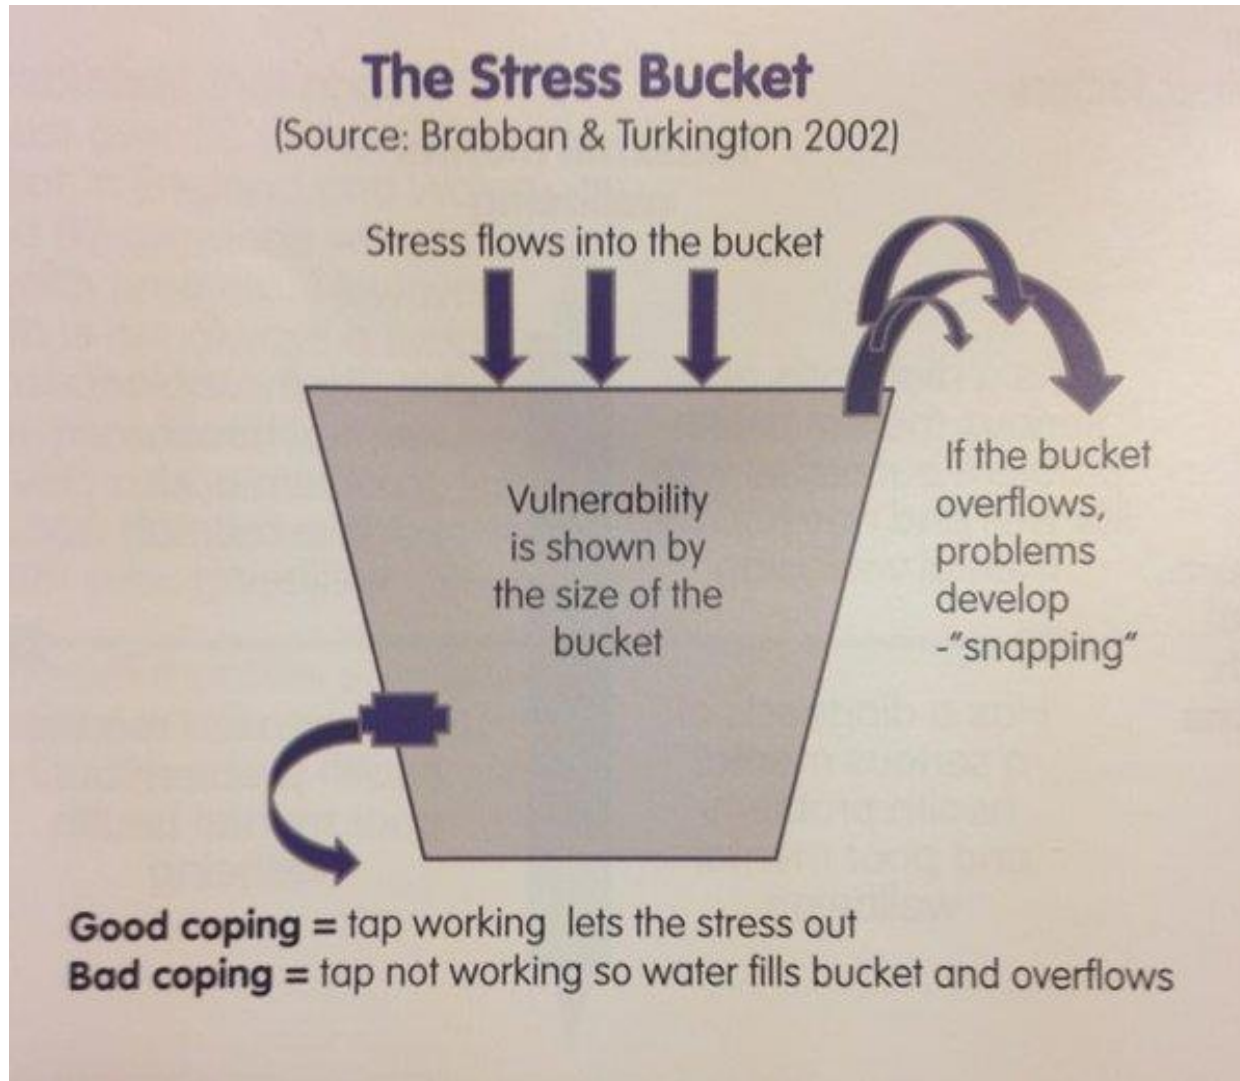 The Stress Bucket
(Source: Brabban & Turkington 2002)
Stress flows into the bucket
Vulnerability
is shown by
the size of the
bucket
If the bucket
overflows,
problems
develop
-"snapping"
Good coping = tap working lets the stress out
Bad coping = tap not working so water fills bucket and overflows